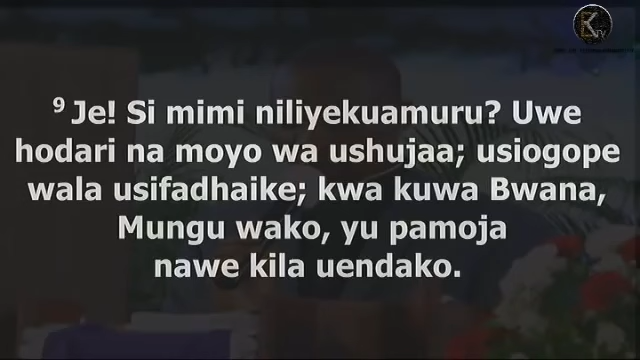 9 Je! Si mimi niliyekuamuru? Uwe
hodari na moyo wa ushujaa; usiogope
wala usifadhaike; kwa kuwa Bwana,
Mungu wako, yu pamoja
nawe kila uendako.